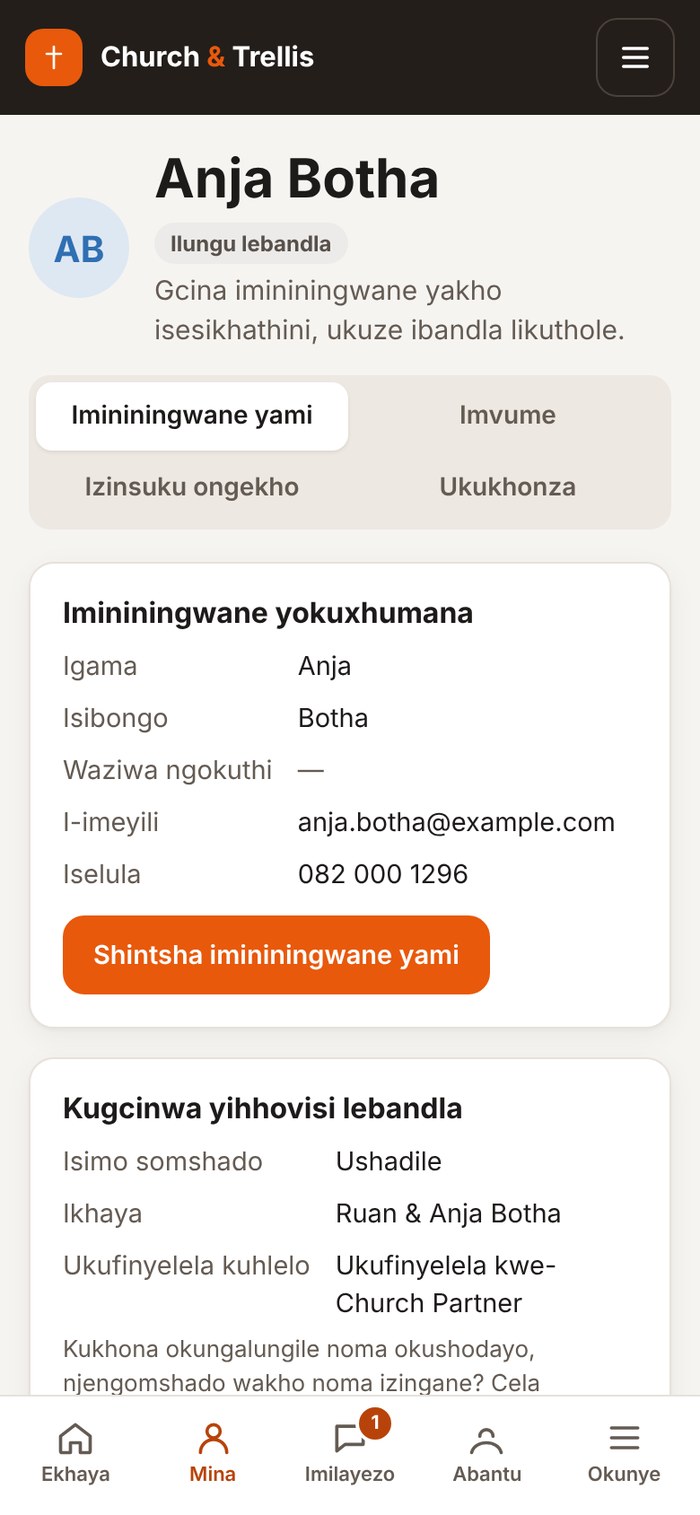 Church & Trellis
Anja Botha
Ilungu lebandla
AB
Gcina imininingwane yakho
isesikhathini, ukuze ibandla likuthole.
Imininingwane yami
Imvume
Izinsuku ongekho
Ukukhonza
Imininingwane yokuxhumana
Igama Anja
Isibongo Botha
Waziwa ngokuthi —
I-imeyili anja.botha@example.com
Iselula 082 000 1296
Shintsha imininingwane yami
Kugcinwa yihhovisi lebandla
Isimo somshado Ushadile
Ikhaya Ruan & Anja Botha
Ukufinyelela kuhlelo Ukufinyelela kwe-
Church Partner
Kukhona okungalungile noma okushodayo,
njengomshado wakho noma izingane? Cela
1
Ekhaya
Mina
Imilayezo
Abantu
Okunye